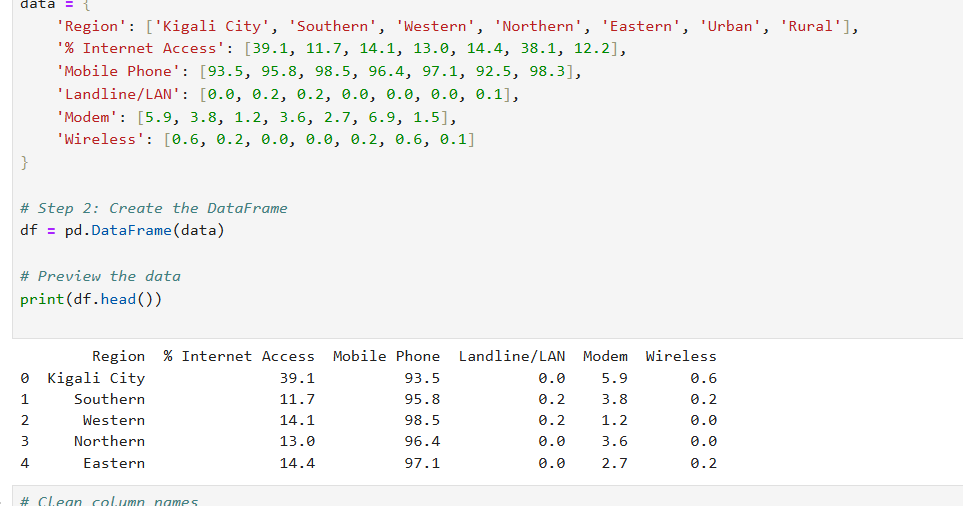 data = {
    'Region': ['Kigali City', 'Southern', 'Western', 'Northern', 'Eastern', 'Urban', 'Rural'],
    '% Internet Access': [39.1, 11.7, 14.1, 13.0, 14.4, 38.1, 12.2],
    'Mobile Phone': [93.5, 95.8, 98.5, 96.4, 97.1, 92.5, 98.3],
    'Landline/LAN': [0.0, 0.2, 0.2, 0.0, 0.0, 0.0, 0.1],
    'Modem': [5.9, 3.8, 1.2, 3.6, 2.7, 6.9, 1.5],
    'Wireless': [0.6, 0.2, 0.0, 0.0, 0.2, 0.6, 0.1]
}
# Step 2: Create the DataFrame
df = pd.DataFrame(data)
# Preview the data
print(df.head())
        Region  % Internet Access  Mobile Phone  Landline/LAN  Modem  Wireless
0  Kigali City               39.1          93.5           0.0    5.9       0.6
1     Southern               11.7          95.8           0.2    3.8       0.2
2      Western               14.1          98.5           0.2    1.2       0.0
3     Northern               13.0          96.4           0.0    3.6       0.0
4      Eastern               14.4          97.1           0.0    2.7       0.2
# Clean column names